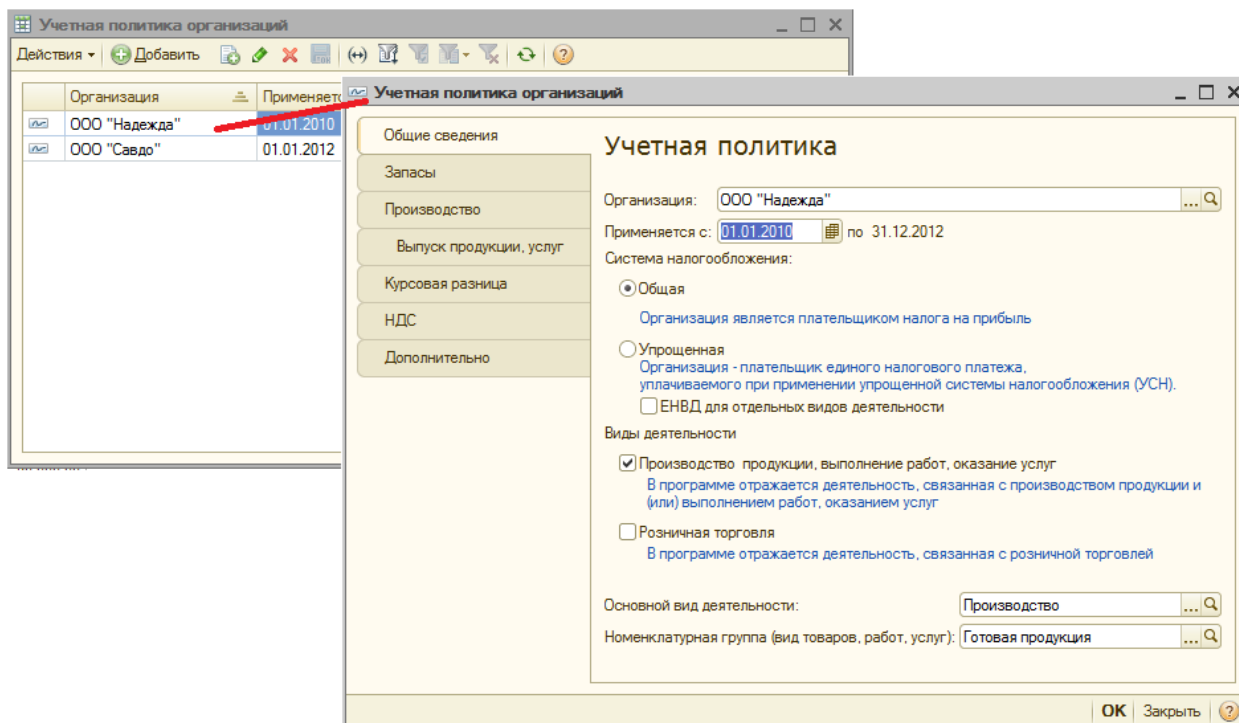 Учетная политика организаций
Действия Добавить
Организация
ООО "Надежда" 01.01.2010
ООО "Савдо" 01.01.2012
Учетная политика организаций
Общие сведения
Запасы
Производство
Выпуск продукции, услуг
Курсовая разница
НДС
Дополнительно
Учетная политика
Организация: ООО "Надежда" ...
Применяется с: 01.01.2010 по 31.12.2012
Система налогообложения:
Общая
Организация является плательщиком налога на прибыль
Упрощенная
Организация - плательщик единого налогового платежа,
уплачиваемого при применении упрощенной системы налогообложения (УСН).
ЕНВД для отдельных видов деятельности
Виды деятельности
Производство продукции, выполнение работ, оказание услуг
В программе отражается деятельность, связанная с производством продукции и
(или) выполнением работ, оказанием услуг
Розничная торговля
В программе отражается деятельность, связанная с розничной торговлей
Основной вид деятельности: Производство ...
Номенклатурная группа (вид товаров, работ, услуг): Готовая продукция ...
OK Закрыть ?